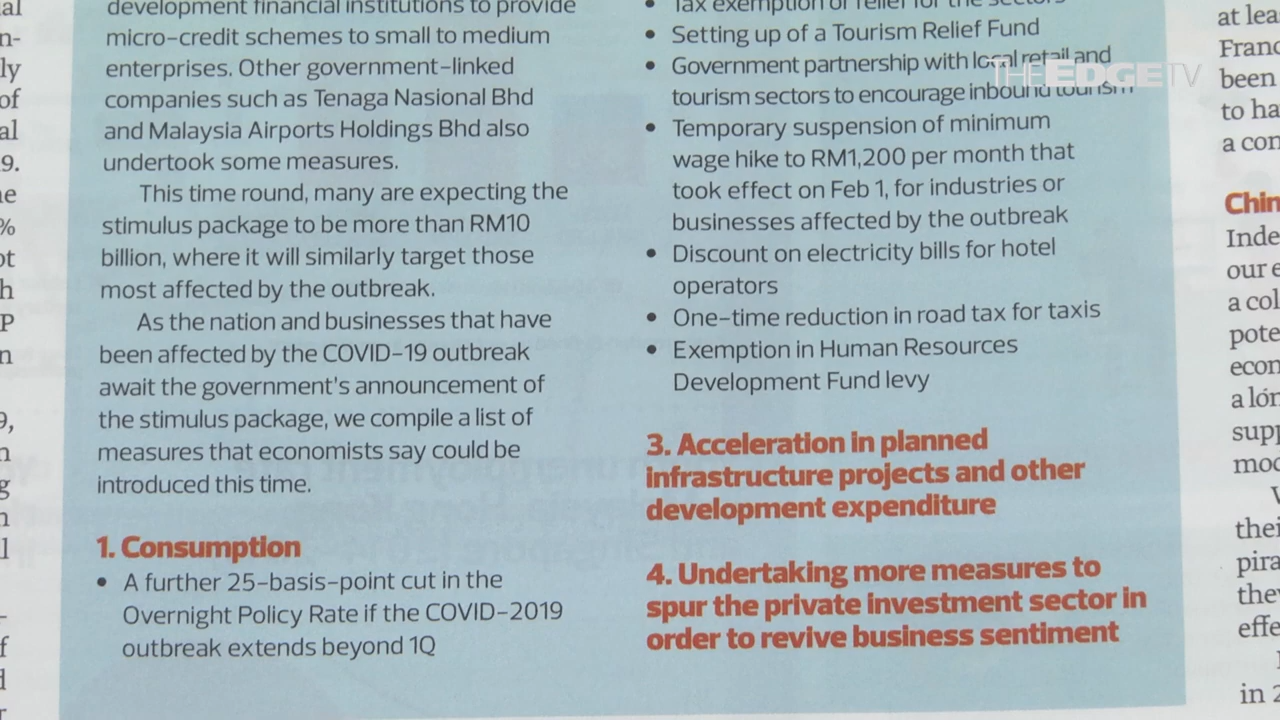 development financial institutions to provide
micro-credit schemes to small to medium
enterprises. Other government-linked
companies such as Tenaga Nasional Bhd
and Malaysia Airports Holdings Bhd also
undertook some measures.
This time round, many are expecting the
stimulus package to be more than RM10
billion, where it will similarly target those
most affected by the outbreak.
As the nation and businesses that have
been affected by the COVID-19 outbreak
await the government's announcement of
the stimulus package, we compile a list of
measures that economists say could be
introduced this time.
1. Consumption
• A further 25-basis-point cut in the
Overnight Policy Rate if the COVID-2019
outbreak extends beyond 1Q
• Tax exemption or relief for the sectors
• Setting up of a Tourism Relief Fund
• Government partnership with local retail and
tourism sectors to encourage inbound tourism
• Temporary suspension of minimum
wage hike to RM1,200 per month that
took effect on Feb 1, for industries or
businesses affected by the outbreak
• Discount on electricity bills for hotel
operators
• One-time reduction in road tax for taxis
• Exemption in Human Resources
Development Fund levy
3. Acceleration in planned
infrastructure projects and other
development expenditure
4. Undertaking more measures to
spur the private investment sector in
order to revive business sentiment
THE EDGE TV
at lea
Franc
been
to ha
a con
Chin
Inde
our e
a col
pote
econ
a lon
supp
moc
thei
pira
they
effe
in 2